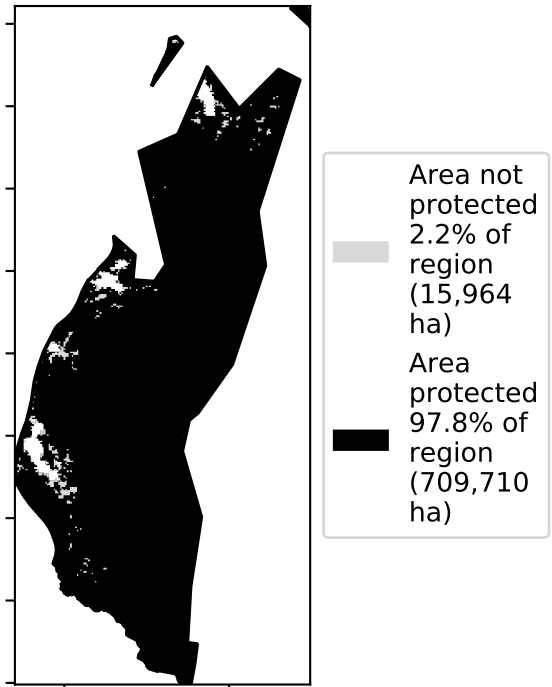 Area not
protected
2.2% of
region
(15,964
ha)
Area
protected
97.8% of
region
(709,710
ha)